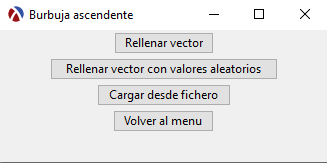 Burbuja ascendente
Rellenar vector
Rellenar vector con valores aleatorios
Cargar desde fichero
Volver al menu